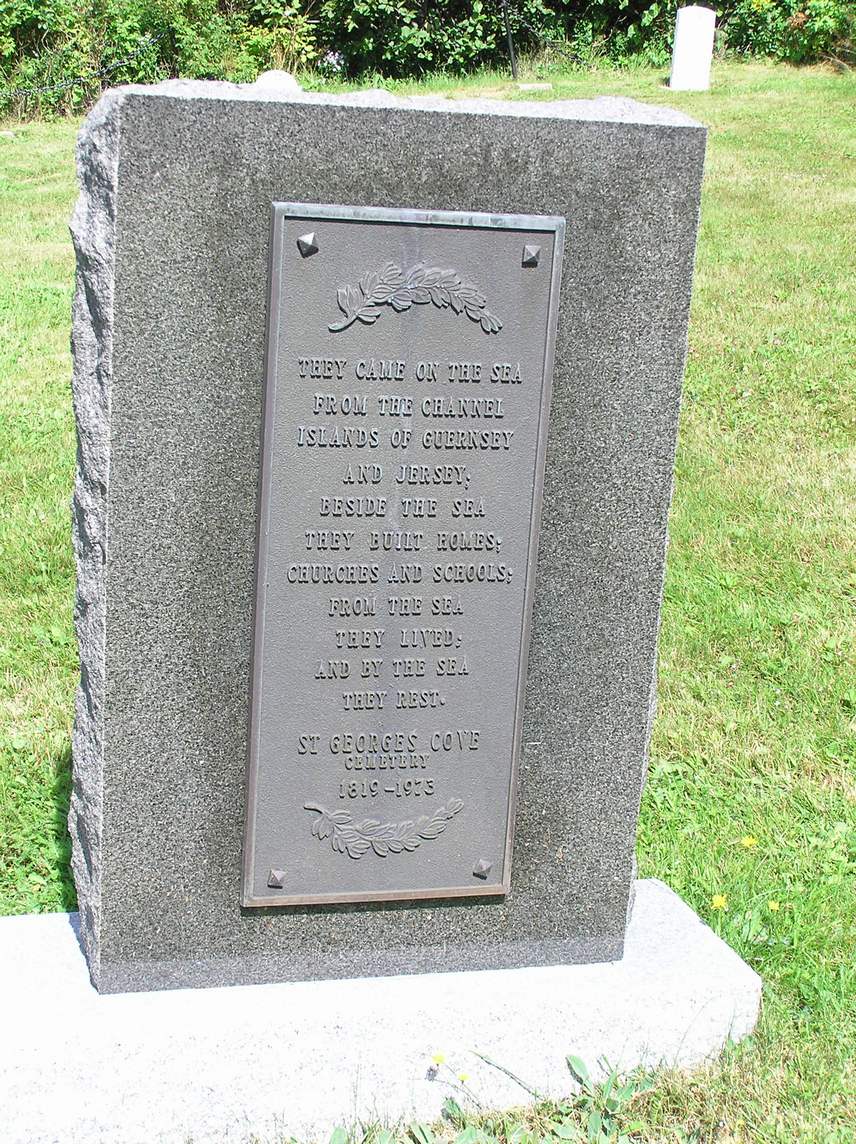 THEY CAME ON THE SEA
FROM THE CHANNEL
ISLANDS OF GUERNSEY
AND JERSEY;
BESIDE THE SEA
THEY BUILT HOMES;
CHURCHES AND SCHOOLS;
FROM THE SEA
THEY LIVED;
AND BY THE SEA
THEY REST.
ST GEORGES COVE
CEMETERY
1819-1973